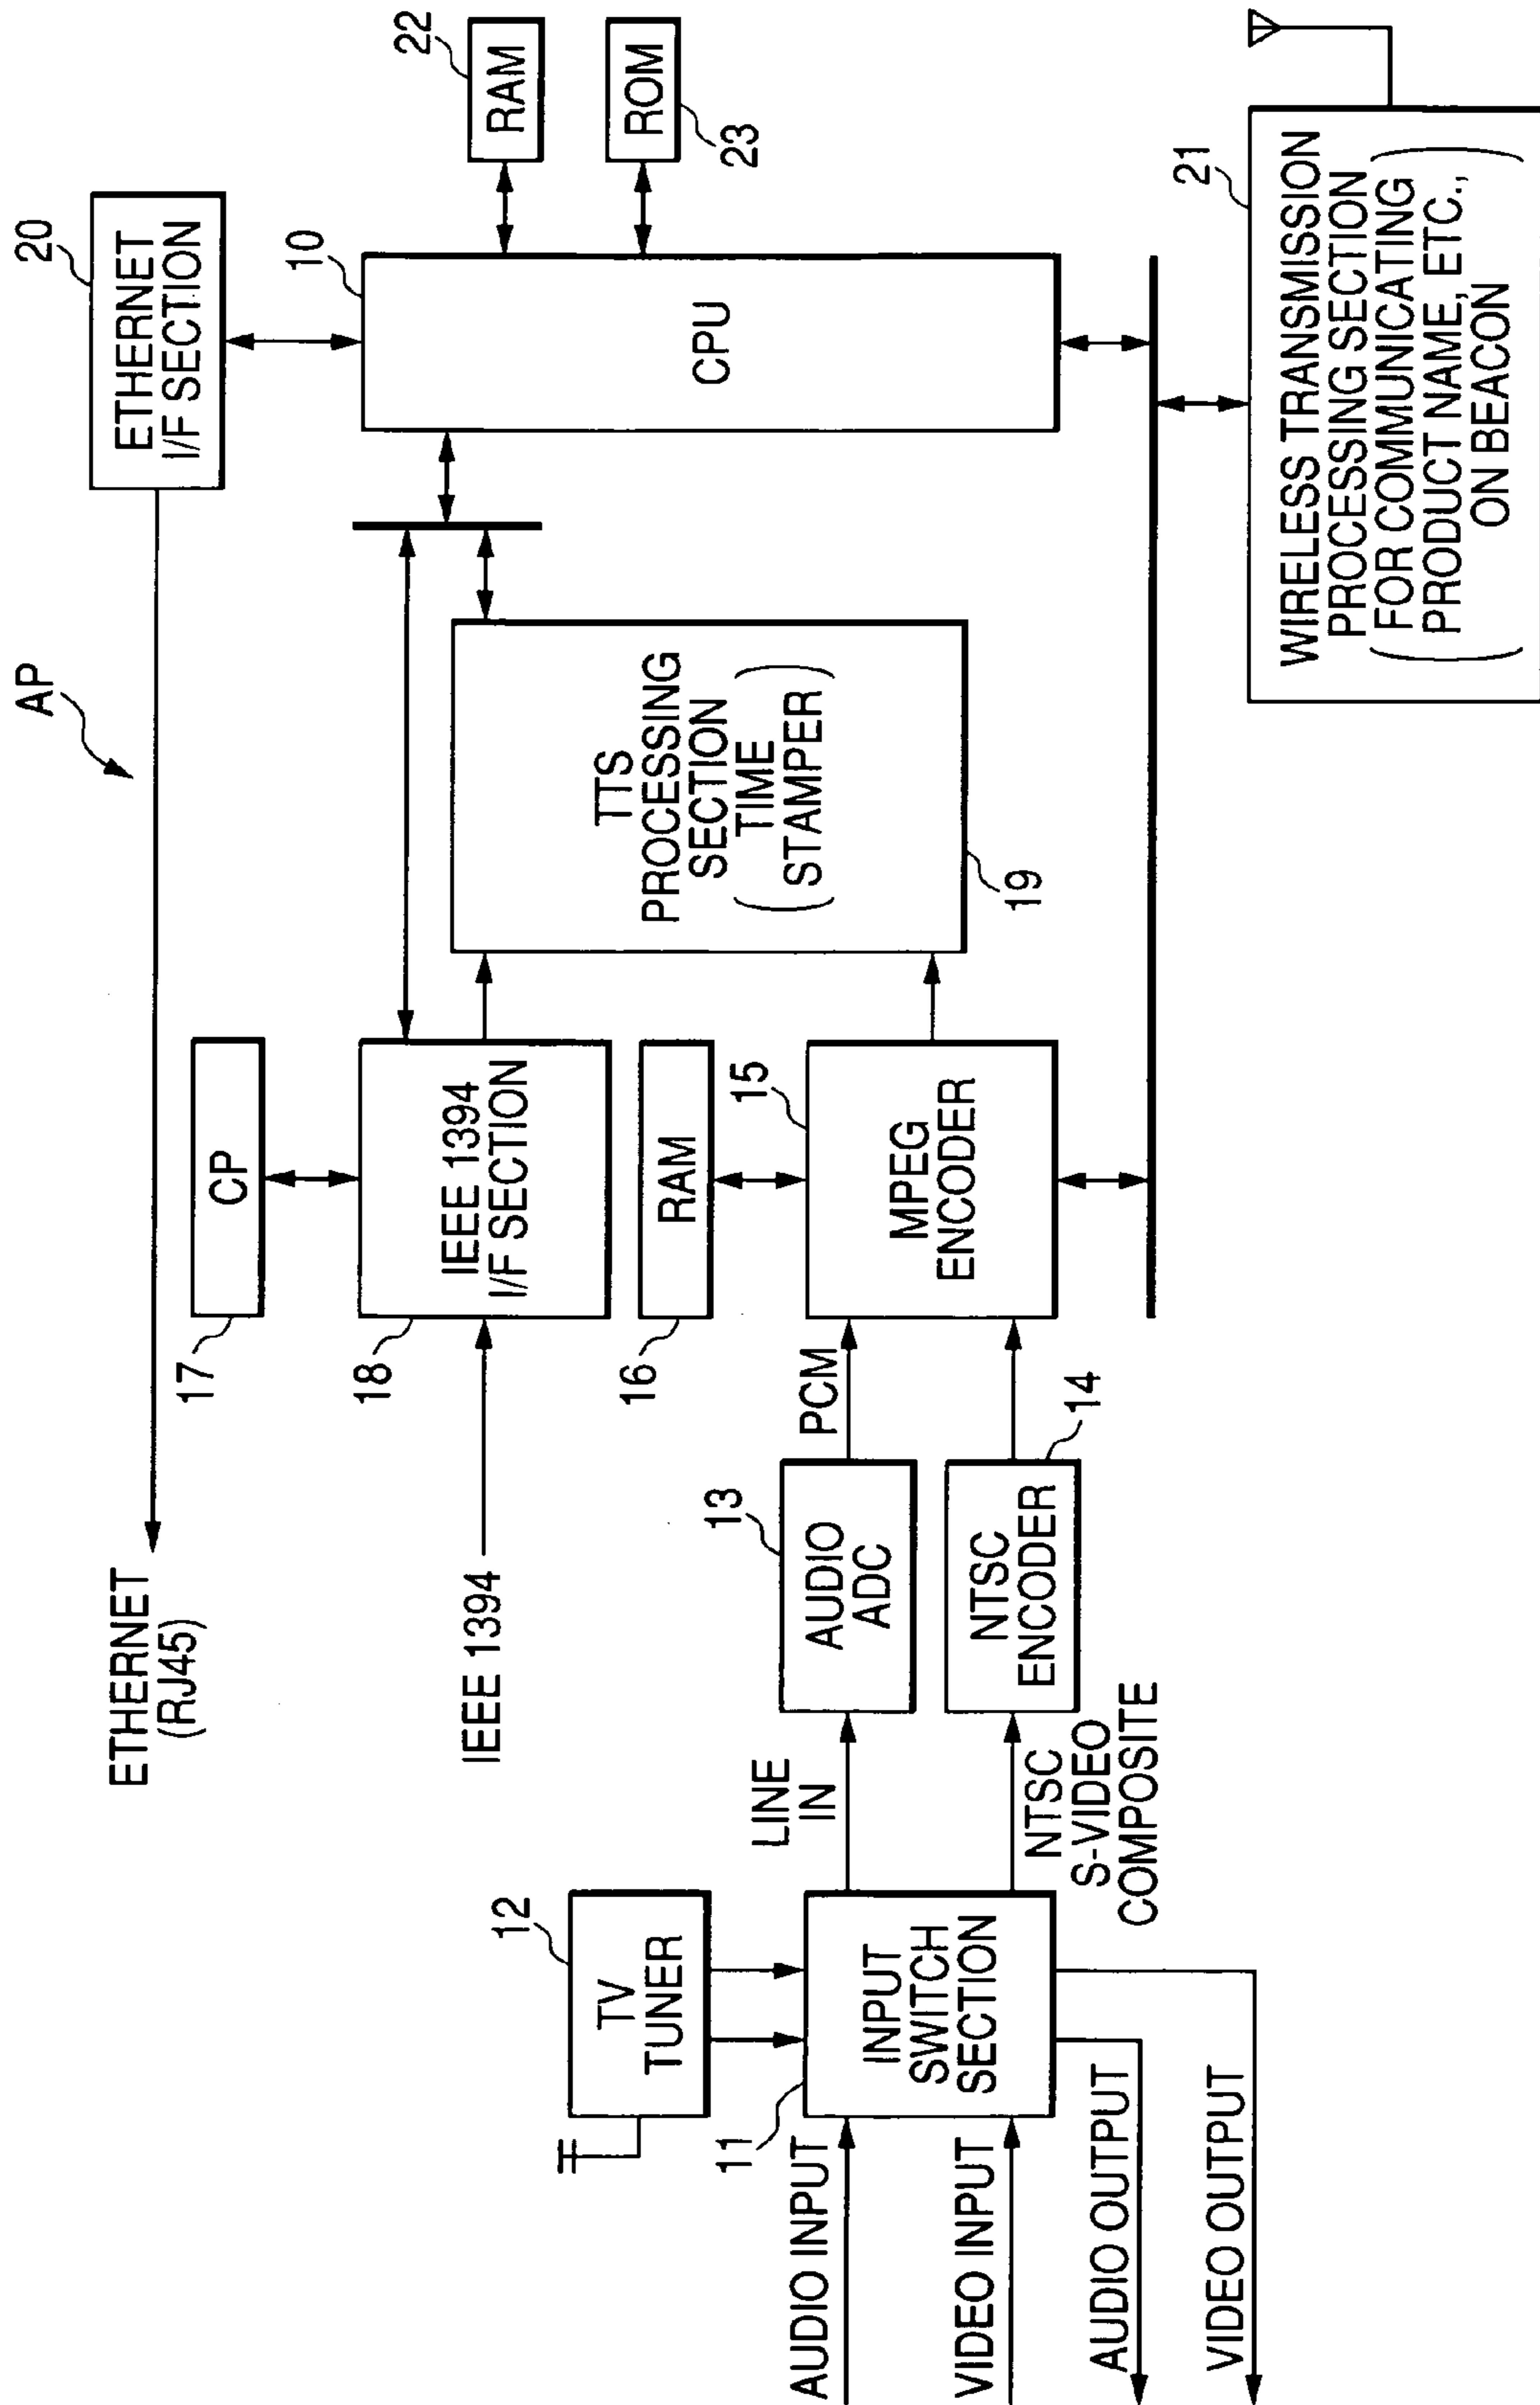 AP
20
ETHERNET
I/F SECTION
ETHERNET
(RJ45)
17
CP
10
CPU
22
RAM
ROM
23
18
IEEE 1394
I/F SECTION
IEEE 1394
TTS
PROCESSING
SECTION
(TIME
STAMPER)
19
16
RAM
12
TV
TUNER
13
AUDIO
ADC
PCM
15
MPEG
ENCODER
LINE
IN
11
INPUT
SWITCH
SECTION
AUDIO INPUT
VIDEO INPUT
NTSC
ENCODER
14
NTSC
S-VIDEO
COMPOSITE
AUDIO OUTPUT
VIDEO OUTPUT
21
WIRELESS TRANSMISSION
PROCESSING SECTION
(FOR COMMUNICATING
PRODUCT NAME, ETC.,
ON BEACON)